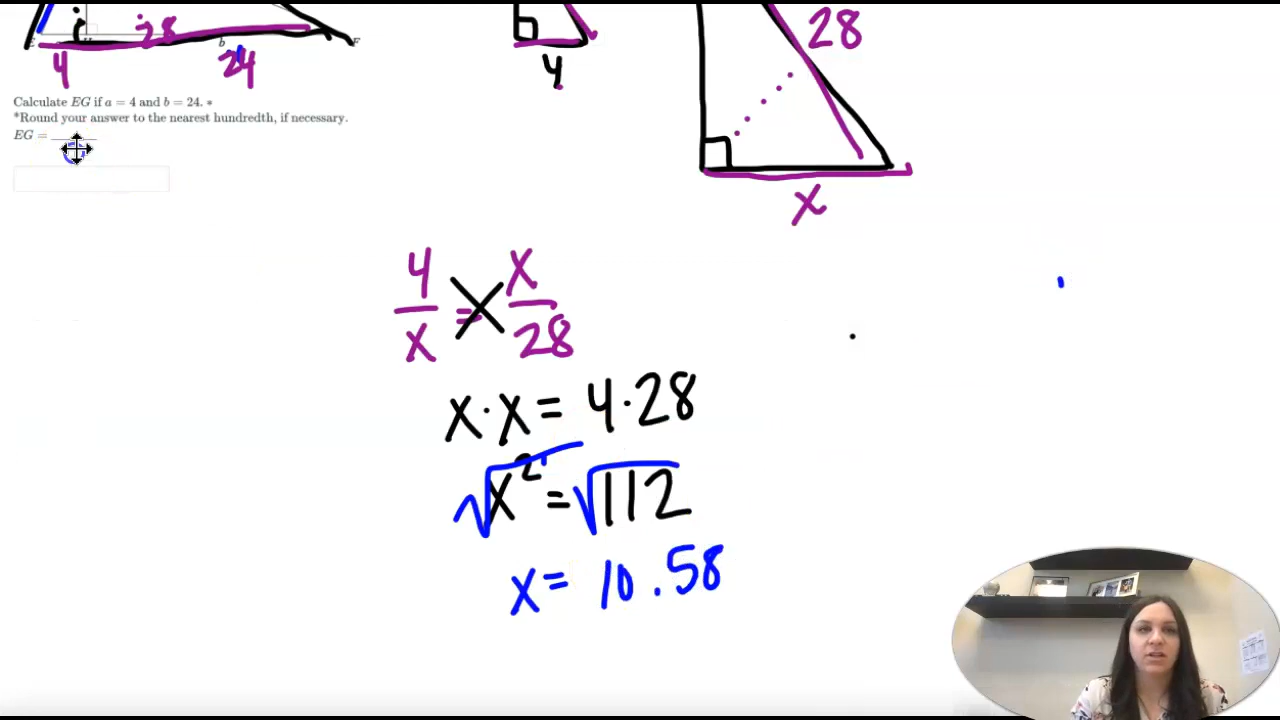 28
28
E
b
F
4
24
4
Calculate EG if a = 4 and b = 24. *
*Round your answer to the nearest hundredth, if necessary.
EG =
x
4/x = x/28
x · x = 4 · 28
√x² = √112
x = 10.58